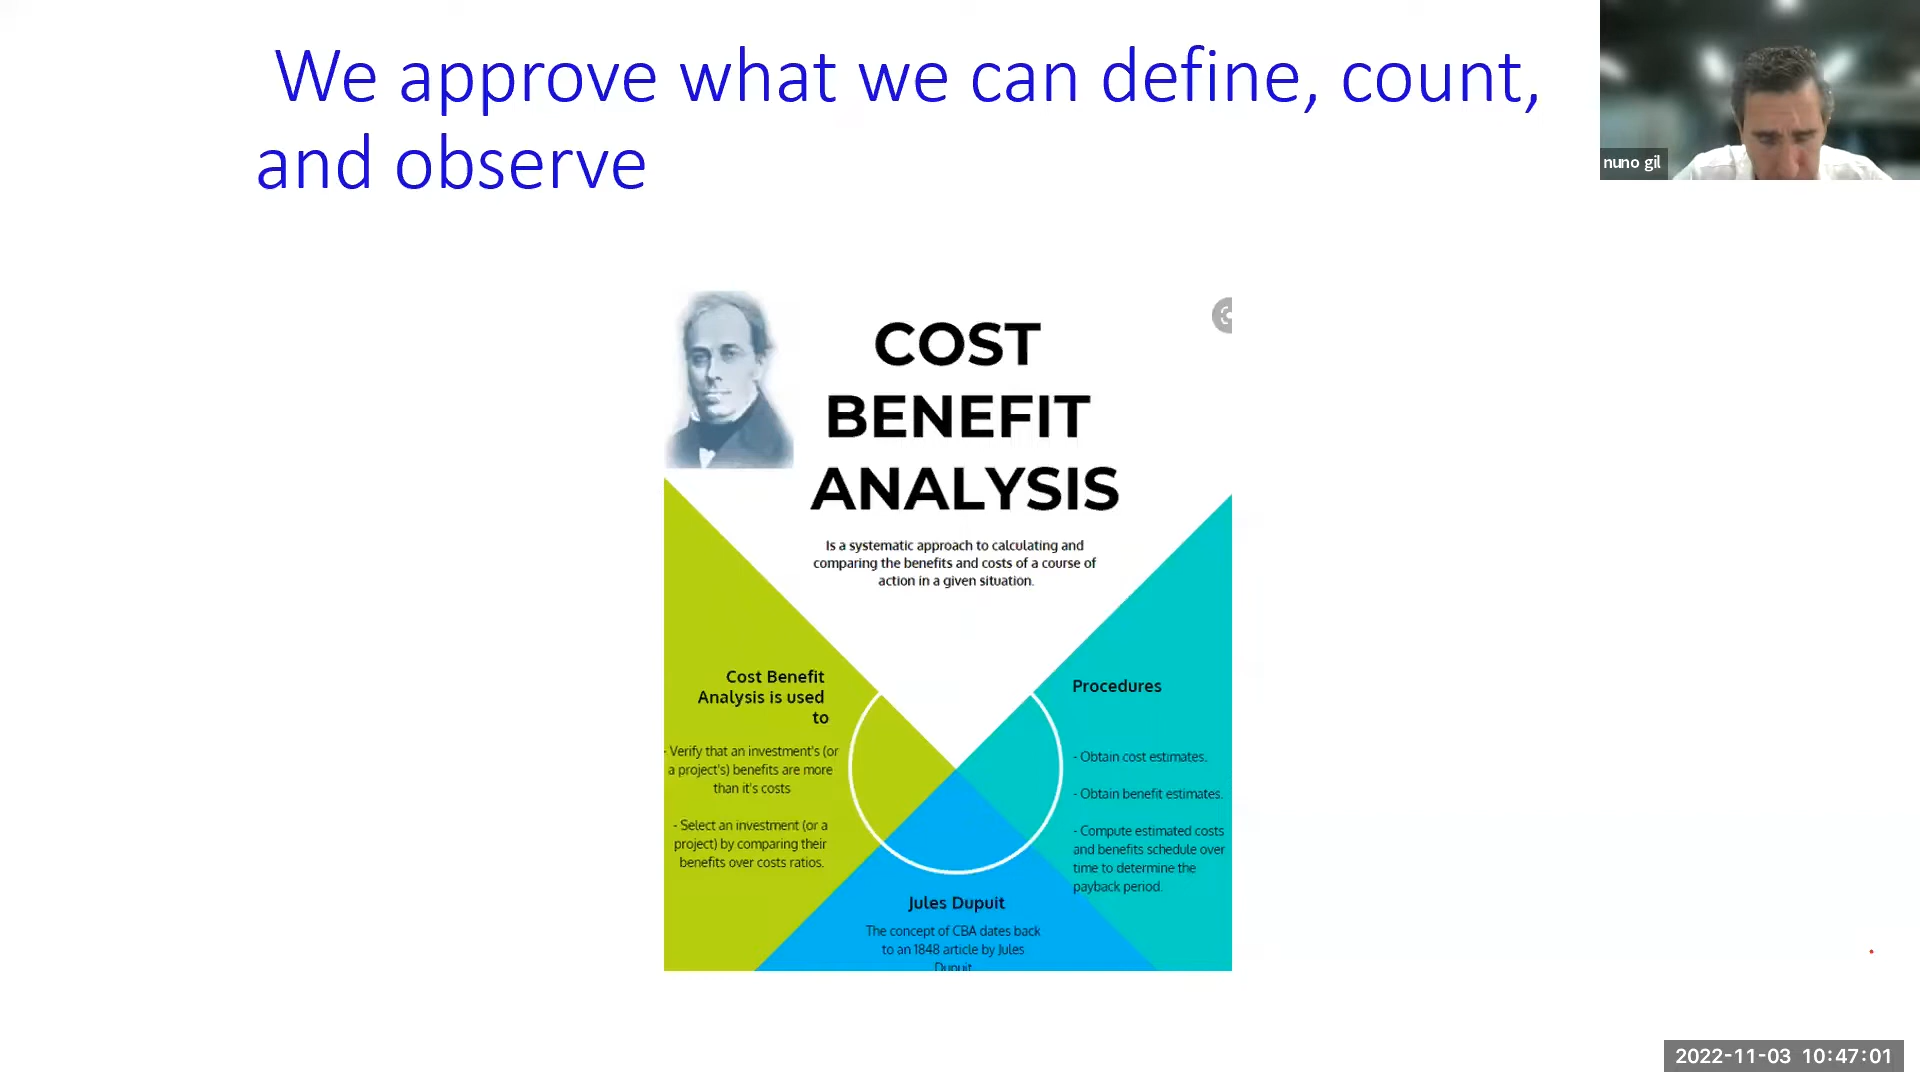 We approve what we can define, count,
and observe
nuno gil
COST
BENEFIT
ANALYSIS
Is a systematic approach to calculating and
comparing the benefits and costs of a course of
action in a given situation.
Cost Benefit
Analysis is used
to
- Verify that an investment's (or
a project's) benefits are more
than it's costs
- Select an investment (or a
project) by comparing their
benefits over costs ratios.
Procedures
- Obtain cost estimates.
- Obtain benefit estimates.
- Compute estimated costs
and benefits schedule over
time to determine the
payback period.
Jules Dupuit
The concept of CBA dates back
to an 1848 article by Jules
Dupuit
2022-11-03 10:47:01